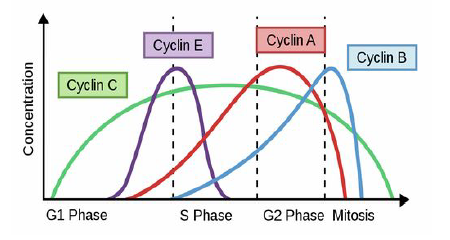 Cyclin E
Cyclin A
Cyclin B
Cyclin C
Concentration
G1 Phase
S Phase
G2 Phase
Mitosis